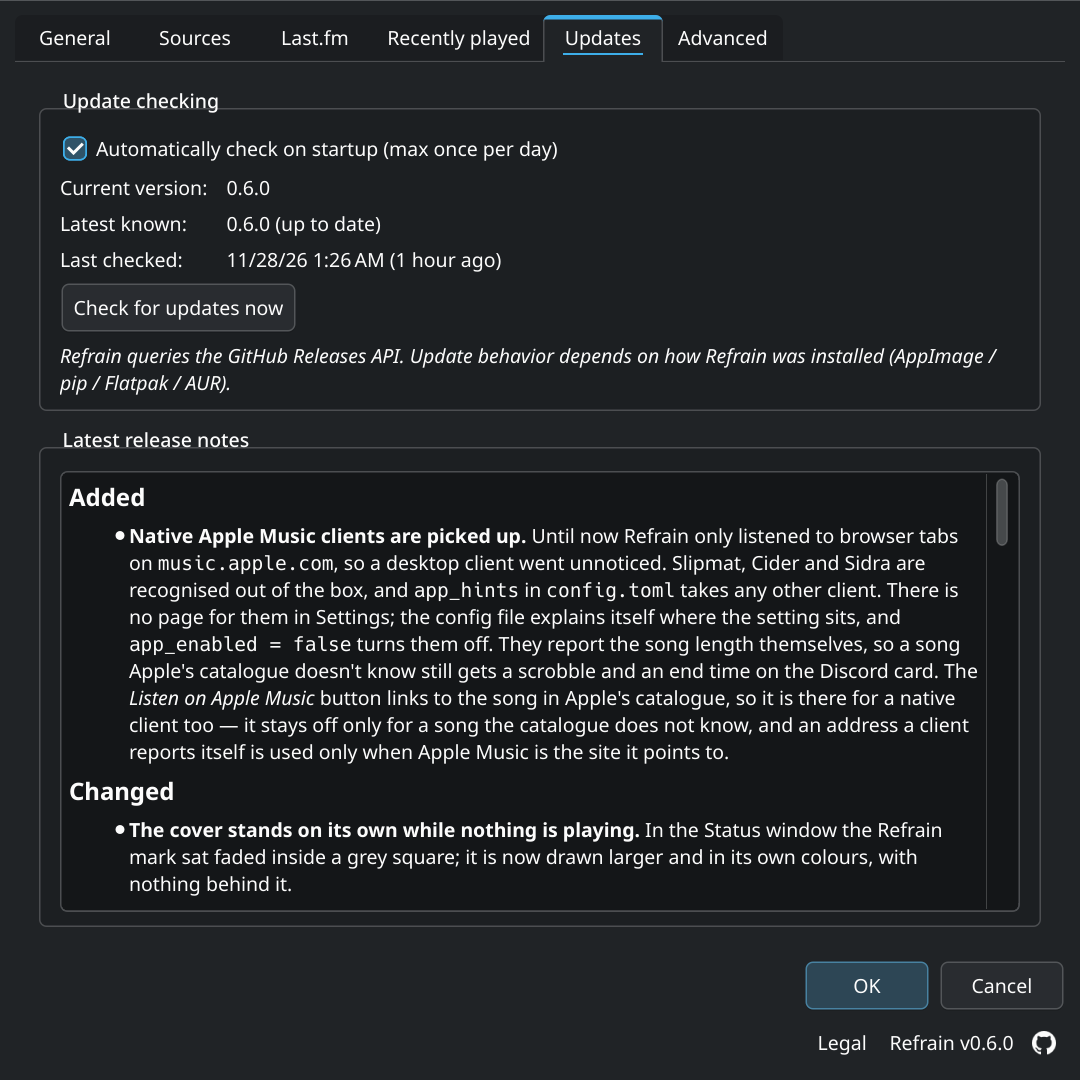 General Sources Last.fm Recently played Updates Advanced
Update checking
Automatically check on startup (max once per day)
Current version: 0.6.0
Latest known: 0.6.0 (up to date)
Last checked: 11/28/26 1:26 AM (1 hour ago)
Check for updates now
Refrain queries the GitHub Releases API. Update behavior depends on how Refrain was installed (AppImage /
pip / Flatpak / AUR).
Latest release notes
Added
• Native Apple Music clients are picked up. Until now Refrain only listened to browser tabs
on music.apple.com, so a desktop client went unnoticed. Slipmat, Cider and Sidra are
recognised out of the box, and app_hints in config.toml takes any other client. There is
no page for them in Settings; the config file explains itself where the setting sits, and
app_enabled = false turns them off. They report the song length themselves, so a song
Apple's catalogue doesn't know still gets a scrobble and an end time on the Discord card. The
Listen on Apple Music button links to the song in Apple's catalogue, so it is there for a native
client too — it stays off only for a song the catalogue does not know, and an address a client
reports itself is used only when Apple Music is the site it points to.
Changed
• The cover stands on its own while nothing is playing. In the Status window the Refrain
mark sat faded inside a grey square; it is now drawn larger and in its own colours, with
nothing behind it.
OK Cancel
Legal Refrain v0.6.0